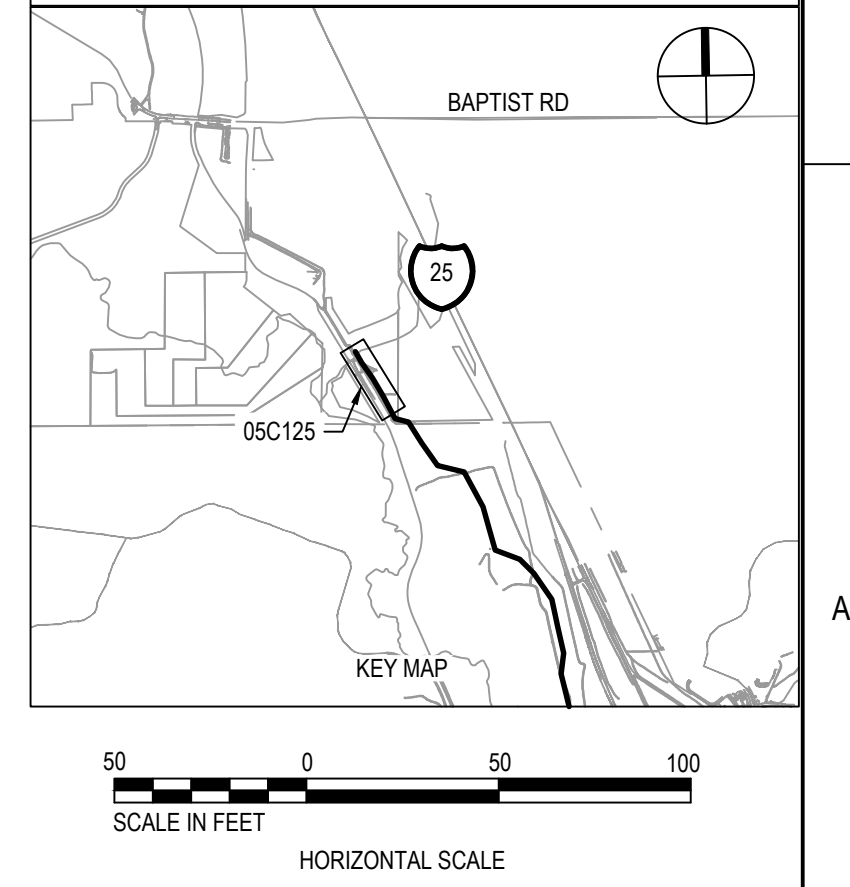 BAPTIST RD
25
05C125
A
KEY MAP
50 0 50 100
SCALE IN FEET
HORIZONTAL SCALE